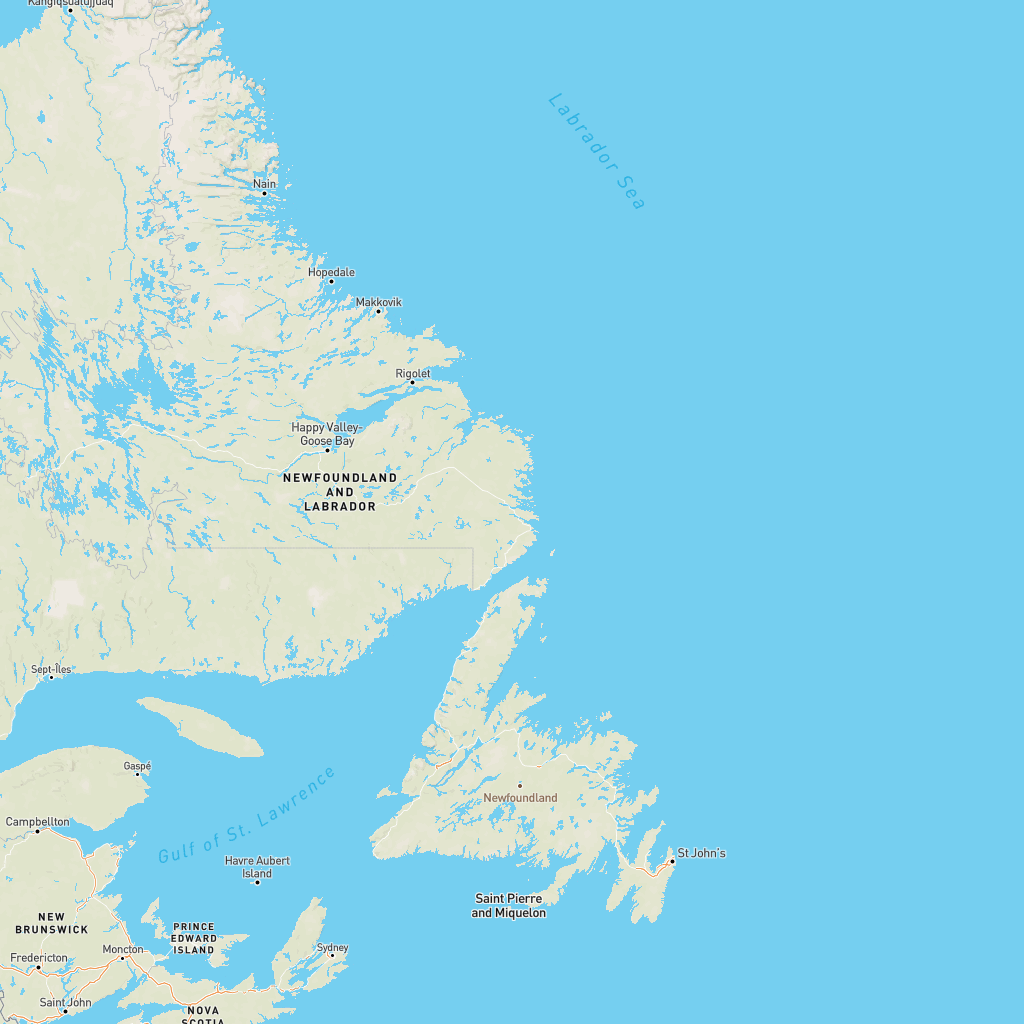 Kangiqsualujjuaq
Labrador Sea
Nain
Hopedale
Makkovik
Rigolet
Happy Valley-
Goose Bay
NEWFOUNDLAND
AND
LABRADOR
Sept-Îles
Gaspé
Newfoundland
Campbellton
Gulf of St. Lawrence
St John's
Havre Aubert
Island
Saint Pierre
and Miquelon
NEW
BRUNSWICK
PRINCE
EDWARD
ISLAND
Sydney
Moncton
Fredericton
Saint John
NOVA
SCOTIA